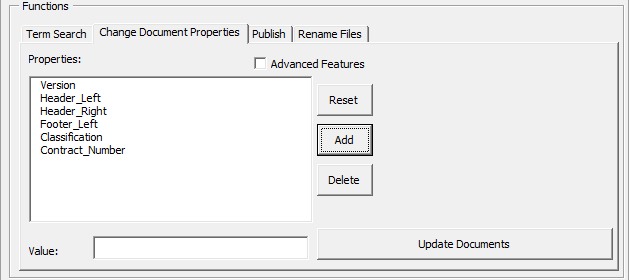 Functions
Term Search Change Document Properties Publish Rename Files
Properties:
Advanced Features
Version
Header_Left
Header_Right
Footer_Left
Classification
Contract_Number
Reset
Add
Delete
Value:
Update Documents